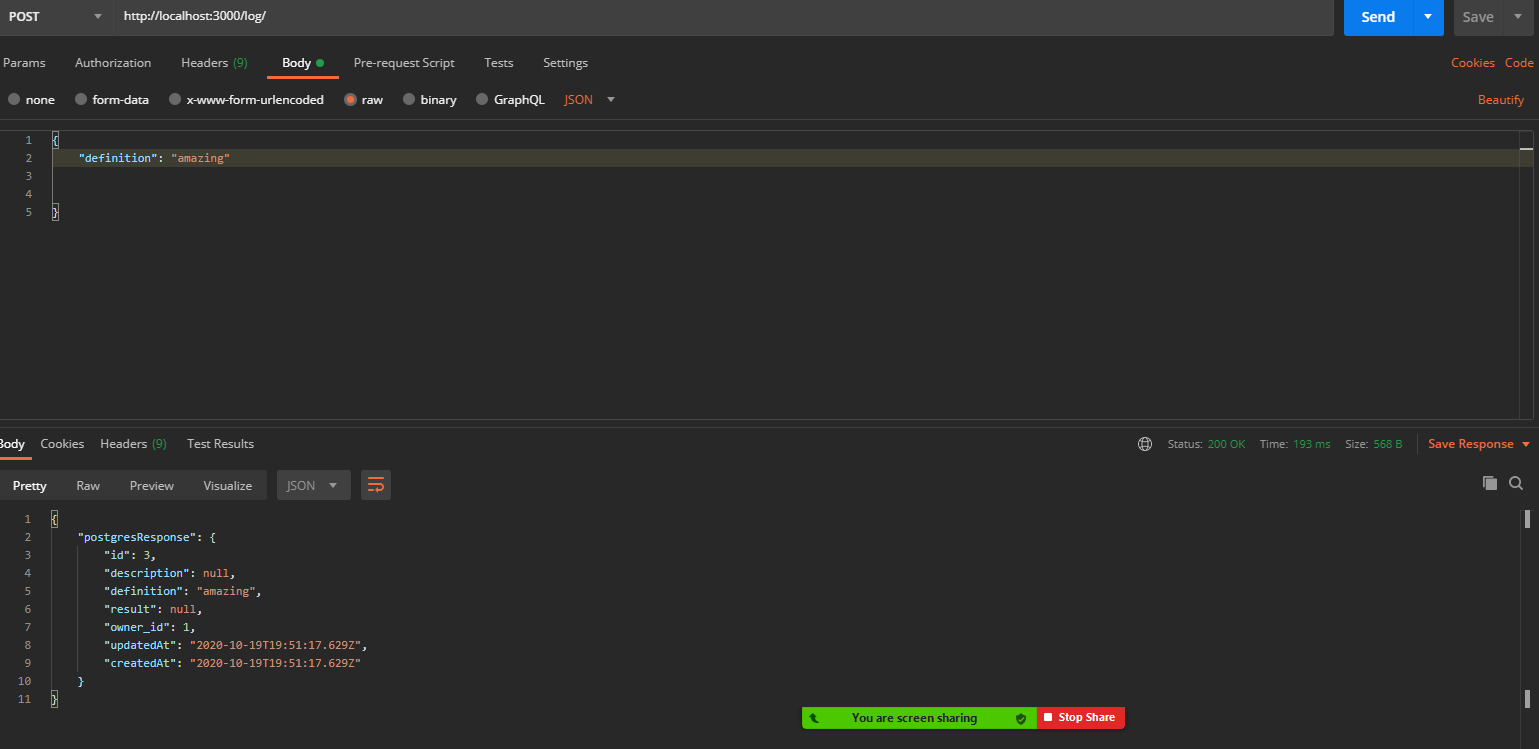 POST http://localhost:3000/log/ Send Save
Params Authorization Headers (9) Body Pre-request Script Tests Settings Cookies Code
none form-data x-www-form-urlencoded raw binary GraphQL JSON Beautify
1 {
2 "definition": "amazing"
3
4
5 }
Body Cookies Headers (9) Test Results Status: 200 OK Time: 193 ms Size: 568 B Save Response
Pretty Raw Preview Visualize JSON
1 {
2 "postgresResponse": {
3 "id": 3,
4 "description": null,
5 "definition": "amazing",
6 "result": null,
7 "owner_id": 1,
8 "updatedAt": "2020-10-19T19:51:17.629Z",
9 "createdAt": "2020-10-19T19:51:17.629Z"
10 }
11 }
You are screen sharing Stop Share